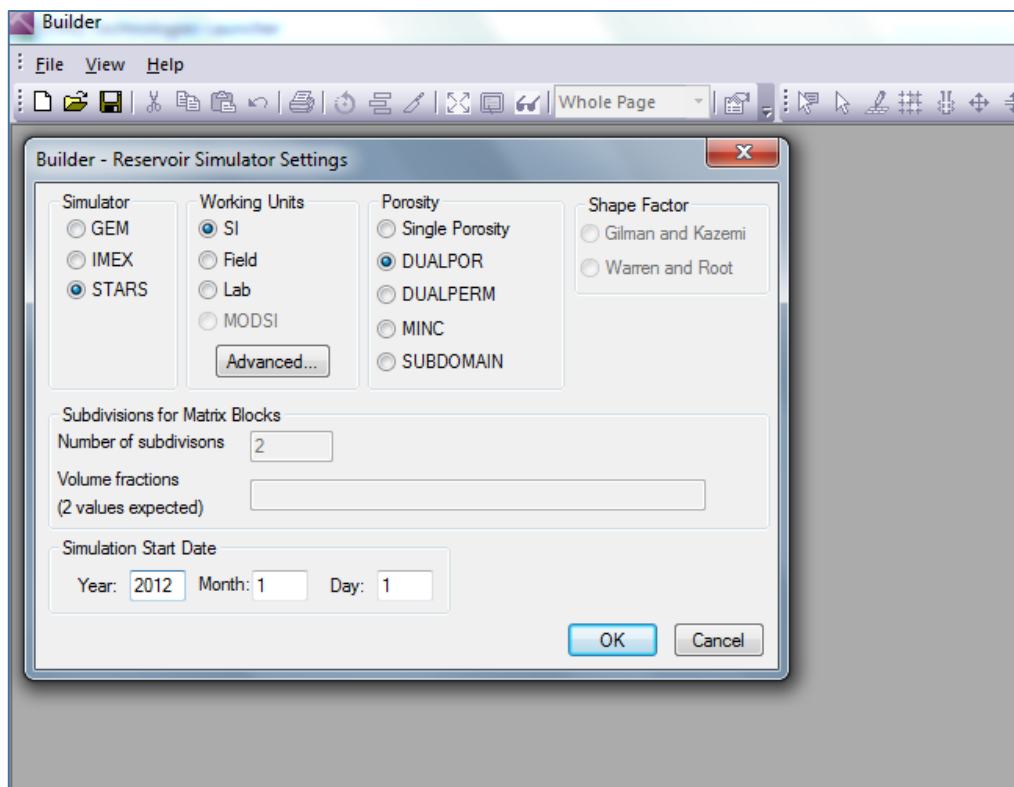 Builder
File View Help
Whole Page
Builder - Reservoir Simulator Settings
Simulator
GEM
IMEX
STARS
Working Units
SI
Field
Lab
MODSI
Advanced...
Porosity
Single Porosity
DUALPOR
DUALPERM
MINC
SUBDOMAIN
Shape Factor
Gilman and Kazemi
Warren and Root
Subdivisions for Matrix Blocks
Number of subdivisons 2
Volume fractions
(2 values expected)
Simulation Start Date
Year: 2012 Month: 1 Day: 1
OK Cancel